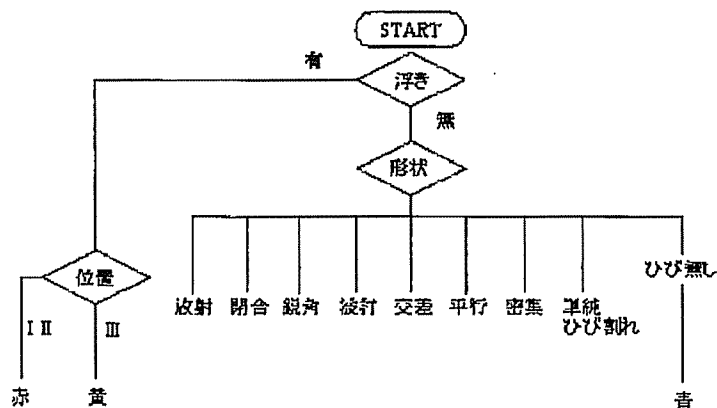 START
有
浮き
無
形状
位置
ひび無し
放射
閉合
鋭角
波打
交差
平行
密集
単純
ひび割れ
I II
III
赤
黄
青